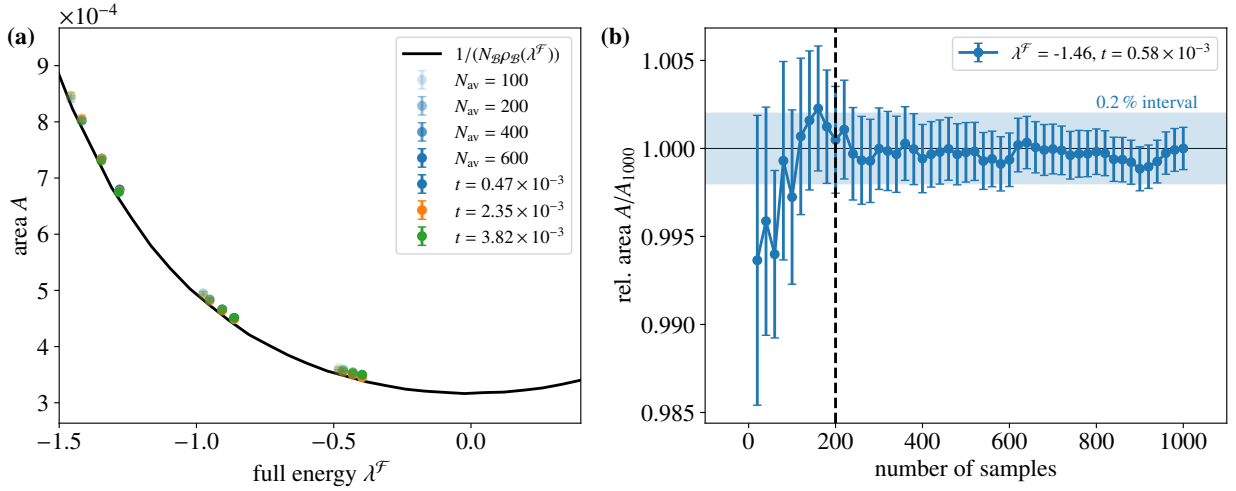 (a)
×10⁻⁴
9
8
7
6
5
4
3
area A
−1.5
−1.0
−0.5
0.0
full energy λ^ℱ
1/(N_ℬρ_ℬ(λ^ℱ))
N_av = 100
N_av = 200
N_av = 400
N_av = 600
t = 0.47 × 10⁻³
t = 2.35 × 10⁻³
t = 3.82 × 10⁻³
(b)
1.005
1.000
0.995
0.990
0.985
rel. area A/A₁₀₀₀
λ^ℱ = -1.46, t = 0.58 × 10⁻³
0.2 % interval
0
200
400
600
800
1000
number of samples